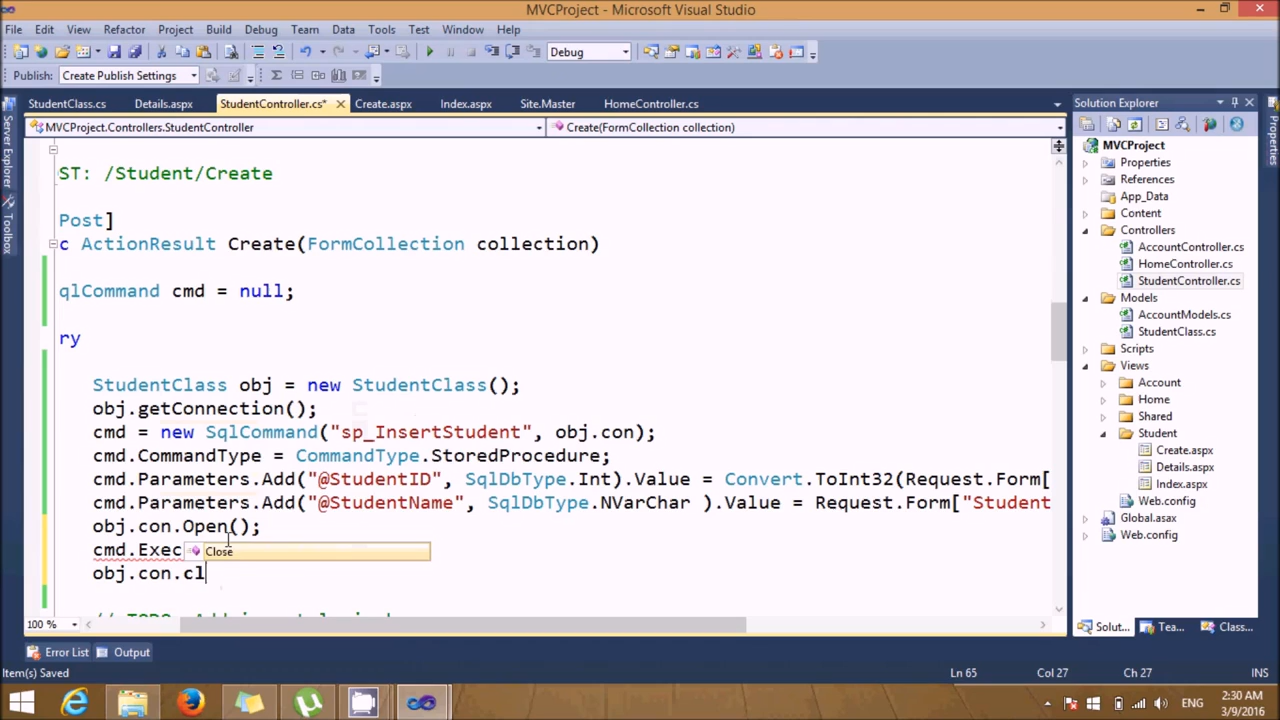 MVCProject - Microsoft Visual Studio
File Edit View Refactor Project Build Debug Team Data Tools Test Window Help
Debug
Publish: Create Publish Settings
StudentClass.cs Details.aspx StudentController.cs* Create.aspx Index.aspx Site.Master HomeController.cs
MVCProject.Controllers.StudentController Create(FormCollection collection)
ST: /Student/Create
Post]
c ActionResult Create(FormCollection collection)
qlCommand cmd = null;
ry
StudentClass obj = new StudentClass();
obj.getConnection();
cmd = new SqlCommand("sp_InsertStudent", obj.con);
cmd.CommandType = CommandType.StoredProcedure;
cmd.Parameters.Add("@StudentID", SqlDbType.Int).Value = Convert.ToInt32(Request.Form[
cmd.Parameters.Add("@StudentName", SqlDbType.NVarChar ).Value = Request.Form["Student
obj.con.Open();
cmd.Exec
Close
obj.con.cl
100 %
Server Explorer
Toolbox
Solution Explorer
MVCProject
Properties
References
App_Data
Content
Controllers
AccountController.cs
HomeController.cs
StudentController.cs
Models
AccountModels.cs
StudentClass.cs
Scripts
Views
Account
Home
Shared
Student
Create.aspx
Details.aspx
Index.aspx
Web.config
Global.asax
Web.config
Solut... Tea... Class...
Properties
Error List Output
Item(s) Saved Ln 65 Col 27 Ch 27 INS
ENG
2:30 AM
3/9/2016